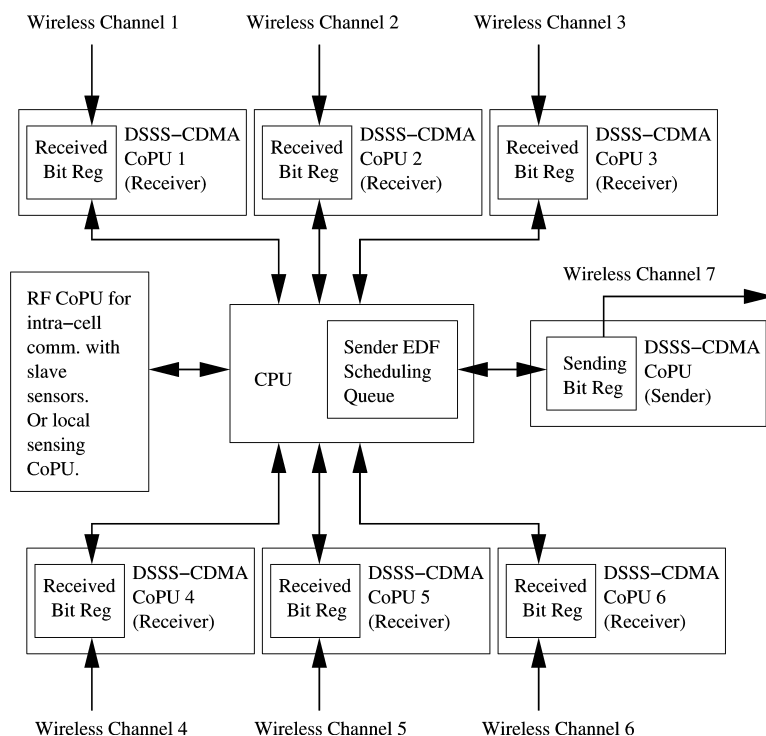 Wireless Channel 1
Wireless Channel 2
Wireless Channel 3
Received
Bit Reg
DSSS−CDMA
CoPU 1
(Receiver)
Received
Bit Reg
DSSS−CDMA
CoPU 2
(Receiver)
Received
Bit Reg
DSSS−CDMA
CoPU 3
(Receiver)
RF CoPU for
intra−cell
comm. with
slave
sensors.
Or local
sensing
CoPU.
CPU
Sender EDF
Scheduling
Queue
Wireless Channel 7
Sending
Bit Reg
DSSS−CDMA
CoPU
(Sender)
Received
Bit Reg
DSSS−CDMA
CoPU 4
(Receiver)
Received
Bit Reg
DSSS−CDMA
CoPU 5
(Receiver)
Received
Bit Reg
DSSS−CDMA
CoPU 6
(Receiver)
Wireless Channel 4
Wireless Channel 5
Wireless Channel 6